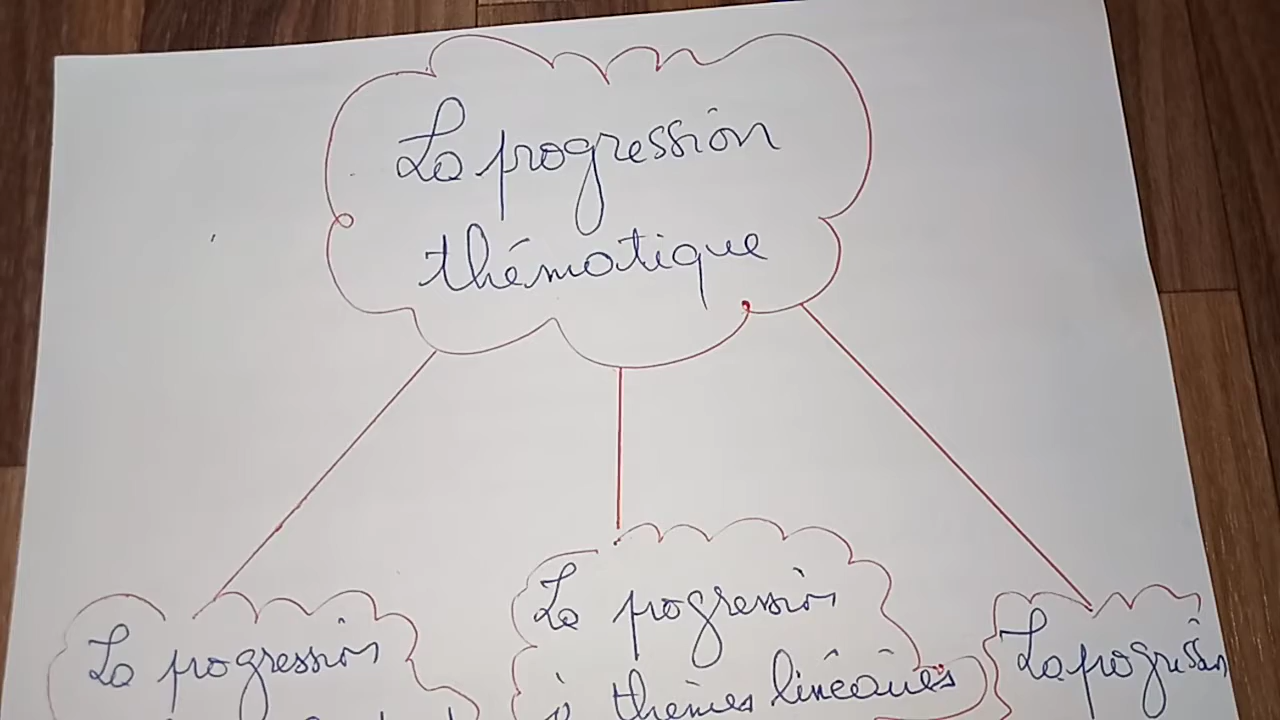 La progression
thématique
La progression
La progression
à thèmes linéaires
La progression